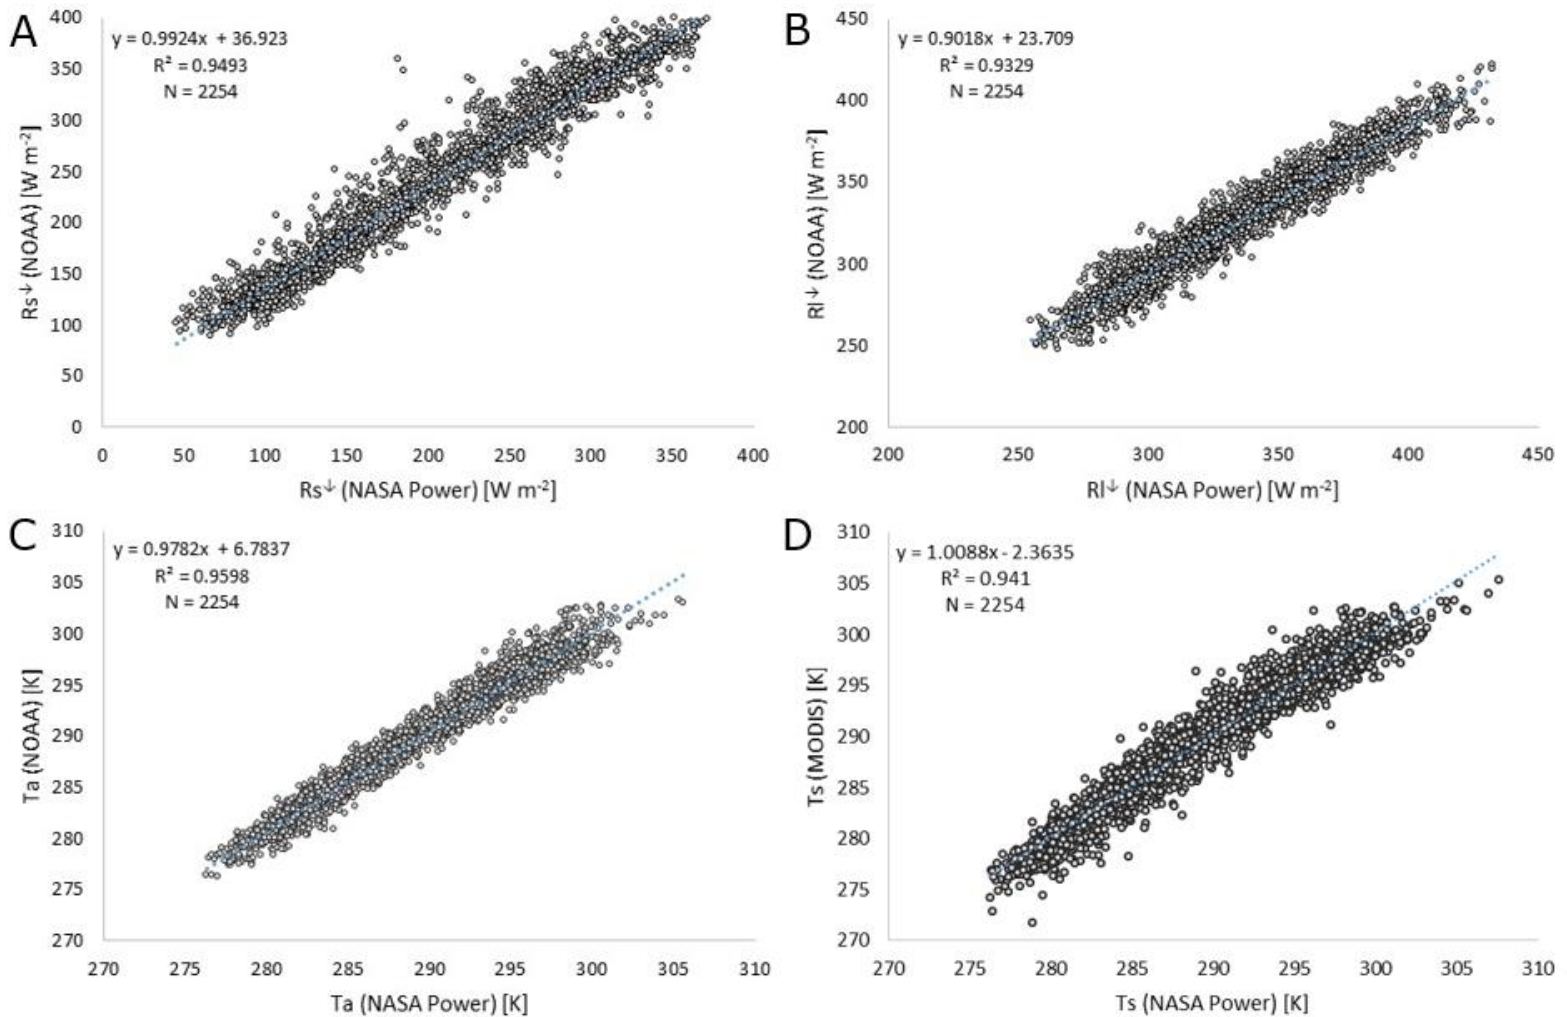 A
y = 0.9924x + 36.923
R² = 0.9493
N = 2254
400
350
300
250
200
150
100
50
0
Rs↓ (NOAA) [W m-2]
0 50 100 150 200 250 300 350 400
Rs↓ (NASA Power) [W m-2]
B
y = 0.9018x + 23.709
R² = 0.9329
N = 2254
450
400
350
300
250
200
Rl↓ (NOAA) [W m-2]
200 250 300 350 400 450
Rl↓ (NASA Power) [W m-2]
C
y = 0.9782x + 6.7837
R² = 0.9598
N = 2254
310
305
300
295
290
285
280
275
270
Ta (NOAA) [K]
270 275 280 285 290 295 300 305 310
Ta (NASA Power) [K]
D
y = 1.0088x - 2.3635
R² = 0.941
N = 2254
310
305
300
295
290
285
280
275
270
Ts (MODIS) [K]
270 275 280 285 290 295 300 305 310
Ts (NASA Power) [K]